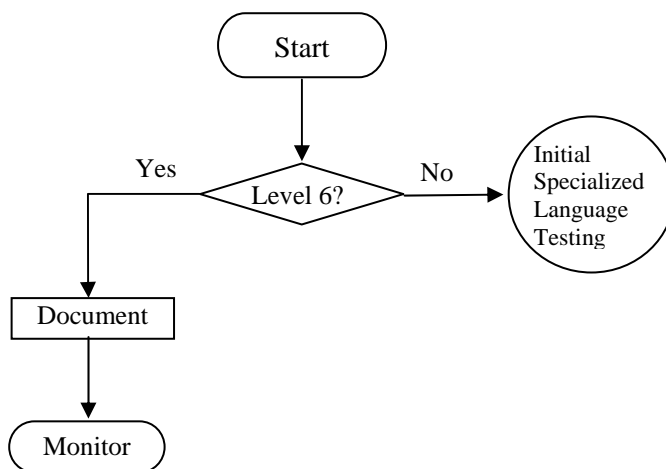 Start
Yes
Level 6?
No
Initial
Specialized
Language
Testing
Document
Monitor